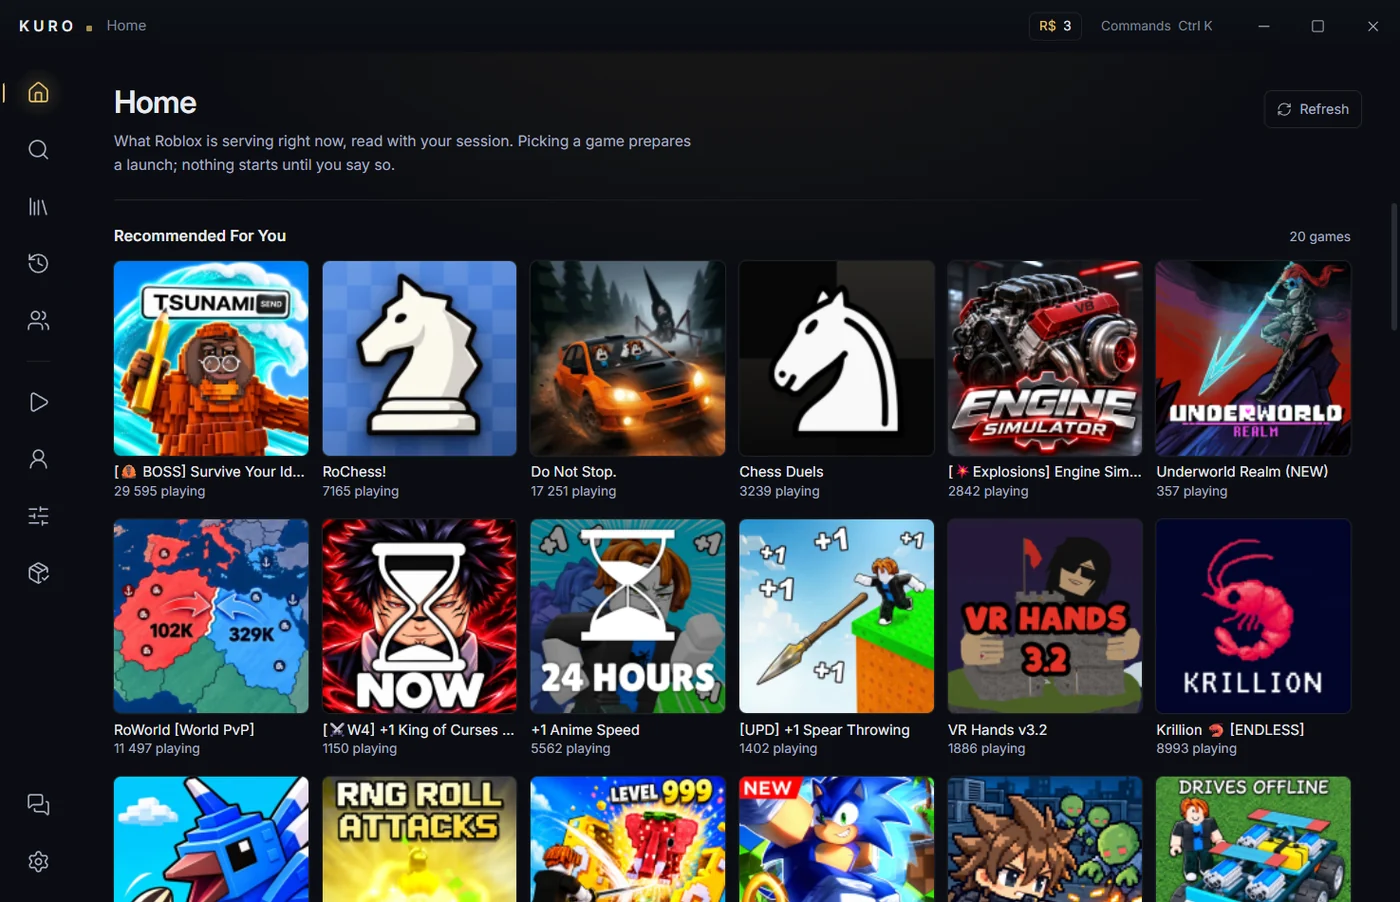 KURO
Home
R$ 3
Commands Ctrl K
Home
Refresh
What Roblox is serving right now, read with your session. Picking a game prepares
a launch; nothing starts until you say so.
Recommended For You
20 games
TSUNAMI SEND
V8
ENGINE
SIMULATOR
UNDERWORLD
REALM
[ BOSS] Survive Your Id...
29 595 playing
RoChess!
7165 playing
Do Not Stop.
17 251 playing
Chess Duels
3239 playing
[💥Explosions] Engine Sim...
2842 playing
Underworld Realm (NEW)
357 playing
102K
329K
NOW
+1
+1
24 HOURS
+1
+1
+1
+1
+1
+1
VR HANDS
3.2
KRILLION
RoWorld [World PvP]
11 497 playing
[⚔️W4] +1 King of Curses ...
1150 playing
+1 Anime Speed
5562 playing
[UPD] +1 Spear Throwing
1402 playing
VR Hands v3.2
1886 playing
Krillion 🦐 [ENDLESS]
8993 playing
RNG ROLL
ATTACKS
LEVEL 999
NEW
DRIVES OFFLINE